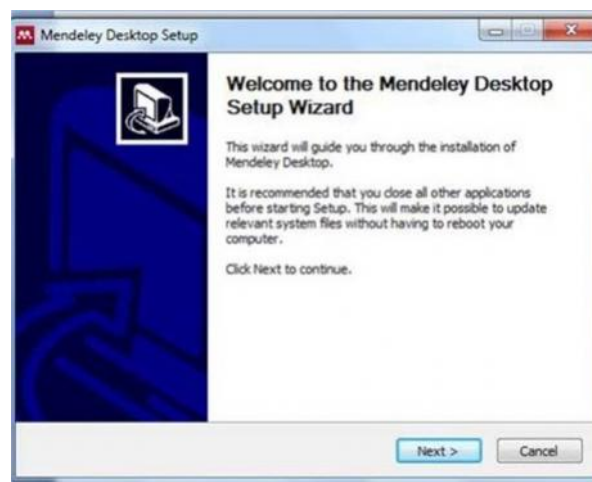 Mendeley Desktop Setup
Welcome to the Mendeley Desktop
Setup Wizard
This wizard will guide you through the installation of
Mendeley Desktop.
It is recommended that you close all other applications
before starting Setup. This will make it possible to update
relevant system files without having to reboot your
computer.
Click Next to continue.
Next >
Cancel